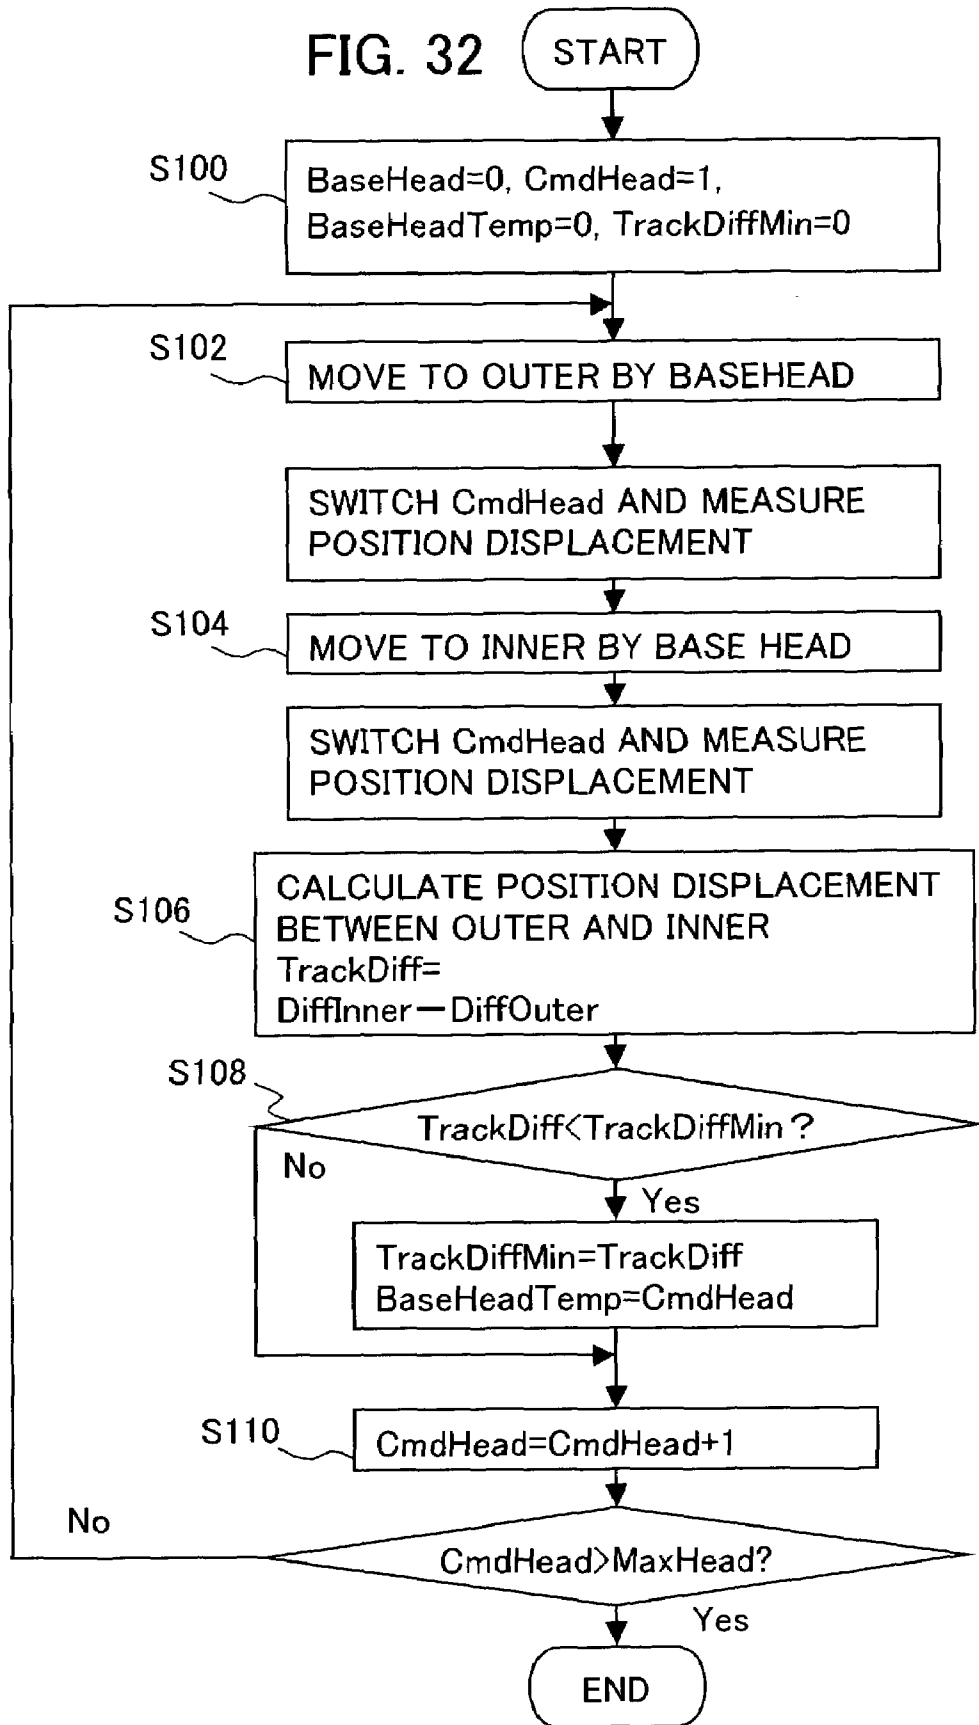 FIG. 32
START
S100
BaseHead=0, CmdHead=1,
BaseHeadTemp=0, TrackDiffMin=0
S102
MOVE TO OUTER BY BASEHEAD
SWITCH CmdHead AND MEASURE
POSITION DISPLACEMENT
S104
MOVE TO INNER BY BASE HEAD
SWITCH CmdHead AND MEASURE
POSITION DISPLACEMENT
S106
CALCULATE POSITION DISPLACEMENT
BETWEEN OUTER AND INNER
TrackDiff=
DiffInner－DiffOuter
S108
TrackDiff<TrackDiffMin？
No
Yes
TrackDiffMin=TrackDiff
BaseHeadTemp=CmdHead
S110
CmdHead=CmdHead+1
No
CmdHead>MaxHead?
Yes
END